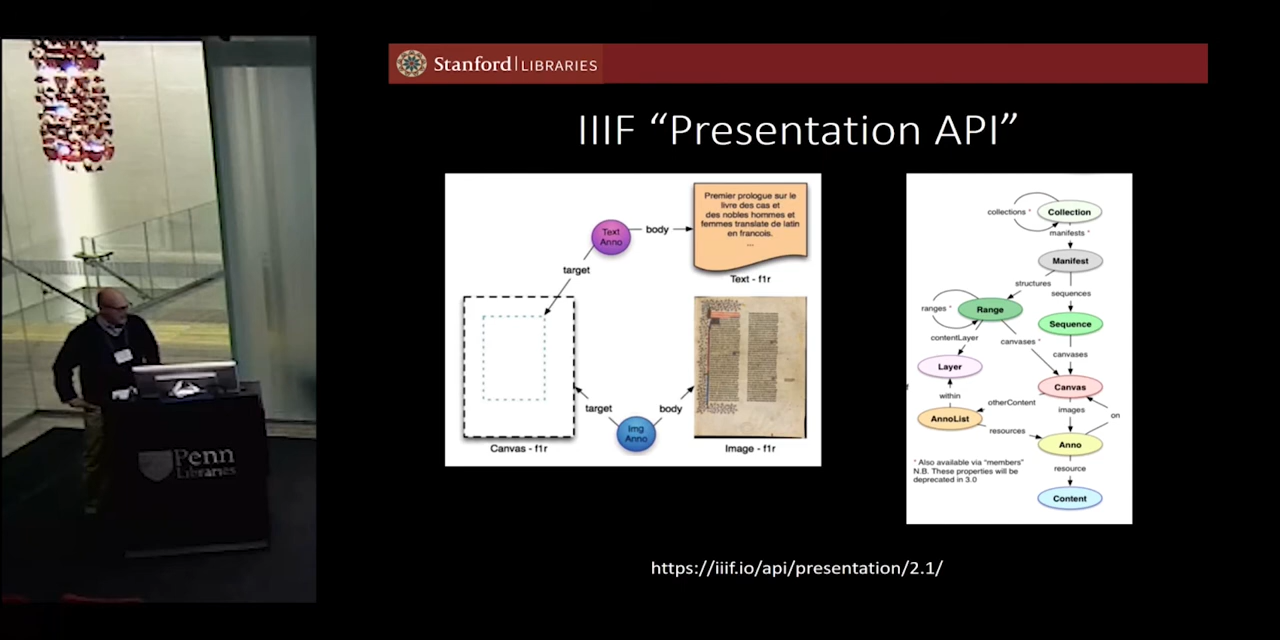 Stanford LIBRARIES
IIIF “Presentation API”
Premier prologue sur le
livre des cas et
des nobles hommes et
femmes translate de latin
en francois.
...
Text Anno
body
target
Text - f1r
target
body
Img Anno
Canvas - f1r
Image - f1r
collections *
Collection
manifests *
Manifest
structures
sequences
ranges *
Range
Sequence
contentLayer
canvases *
canvases
Layer
Canvas
within
otherContent
images
on
AnnoList
resources
Anno
* Also available via “members”
N.B. These properties will be
deprecated in 3.0
resource
Content
https://iiif.io/api/presentation/2.1/
Penn
Libraries